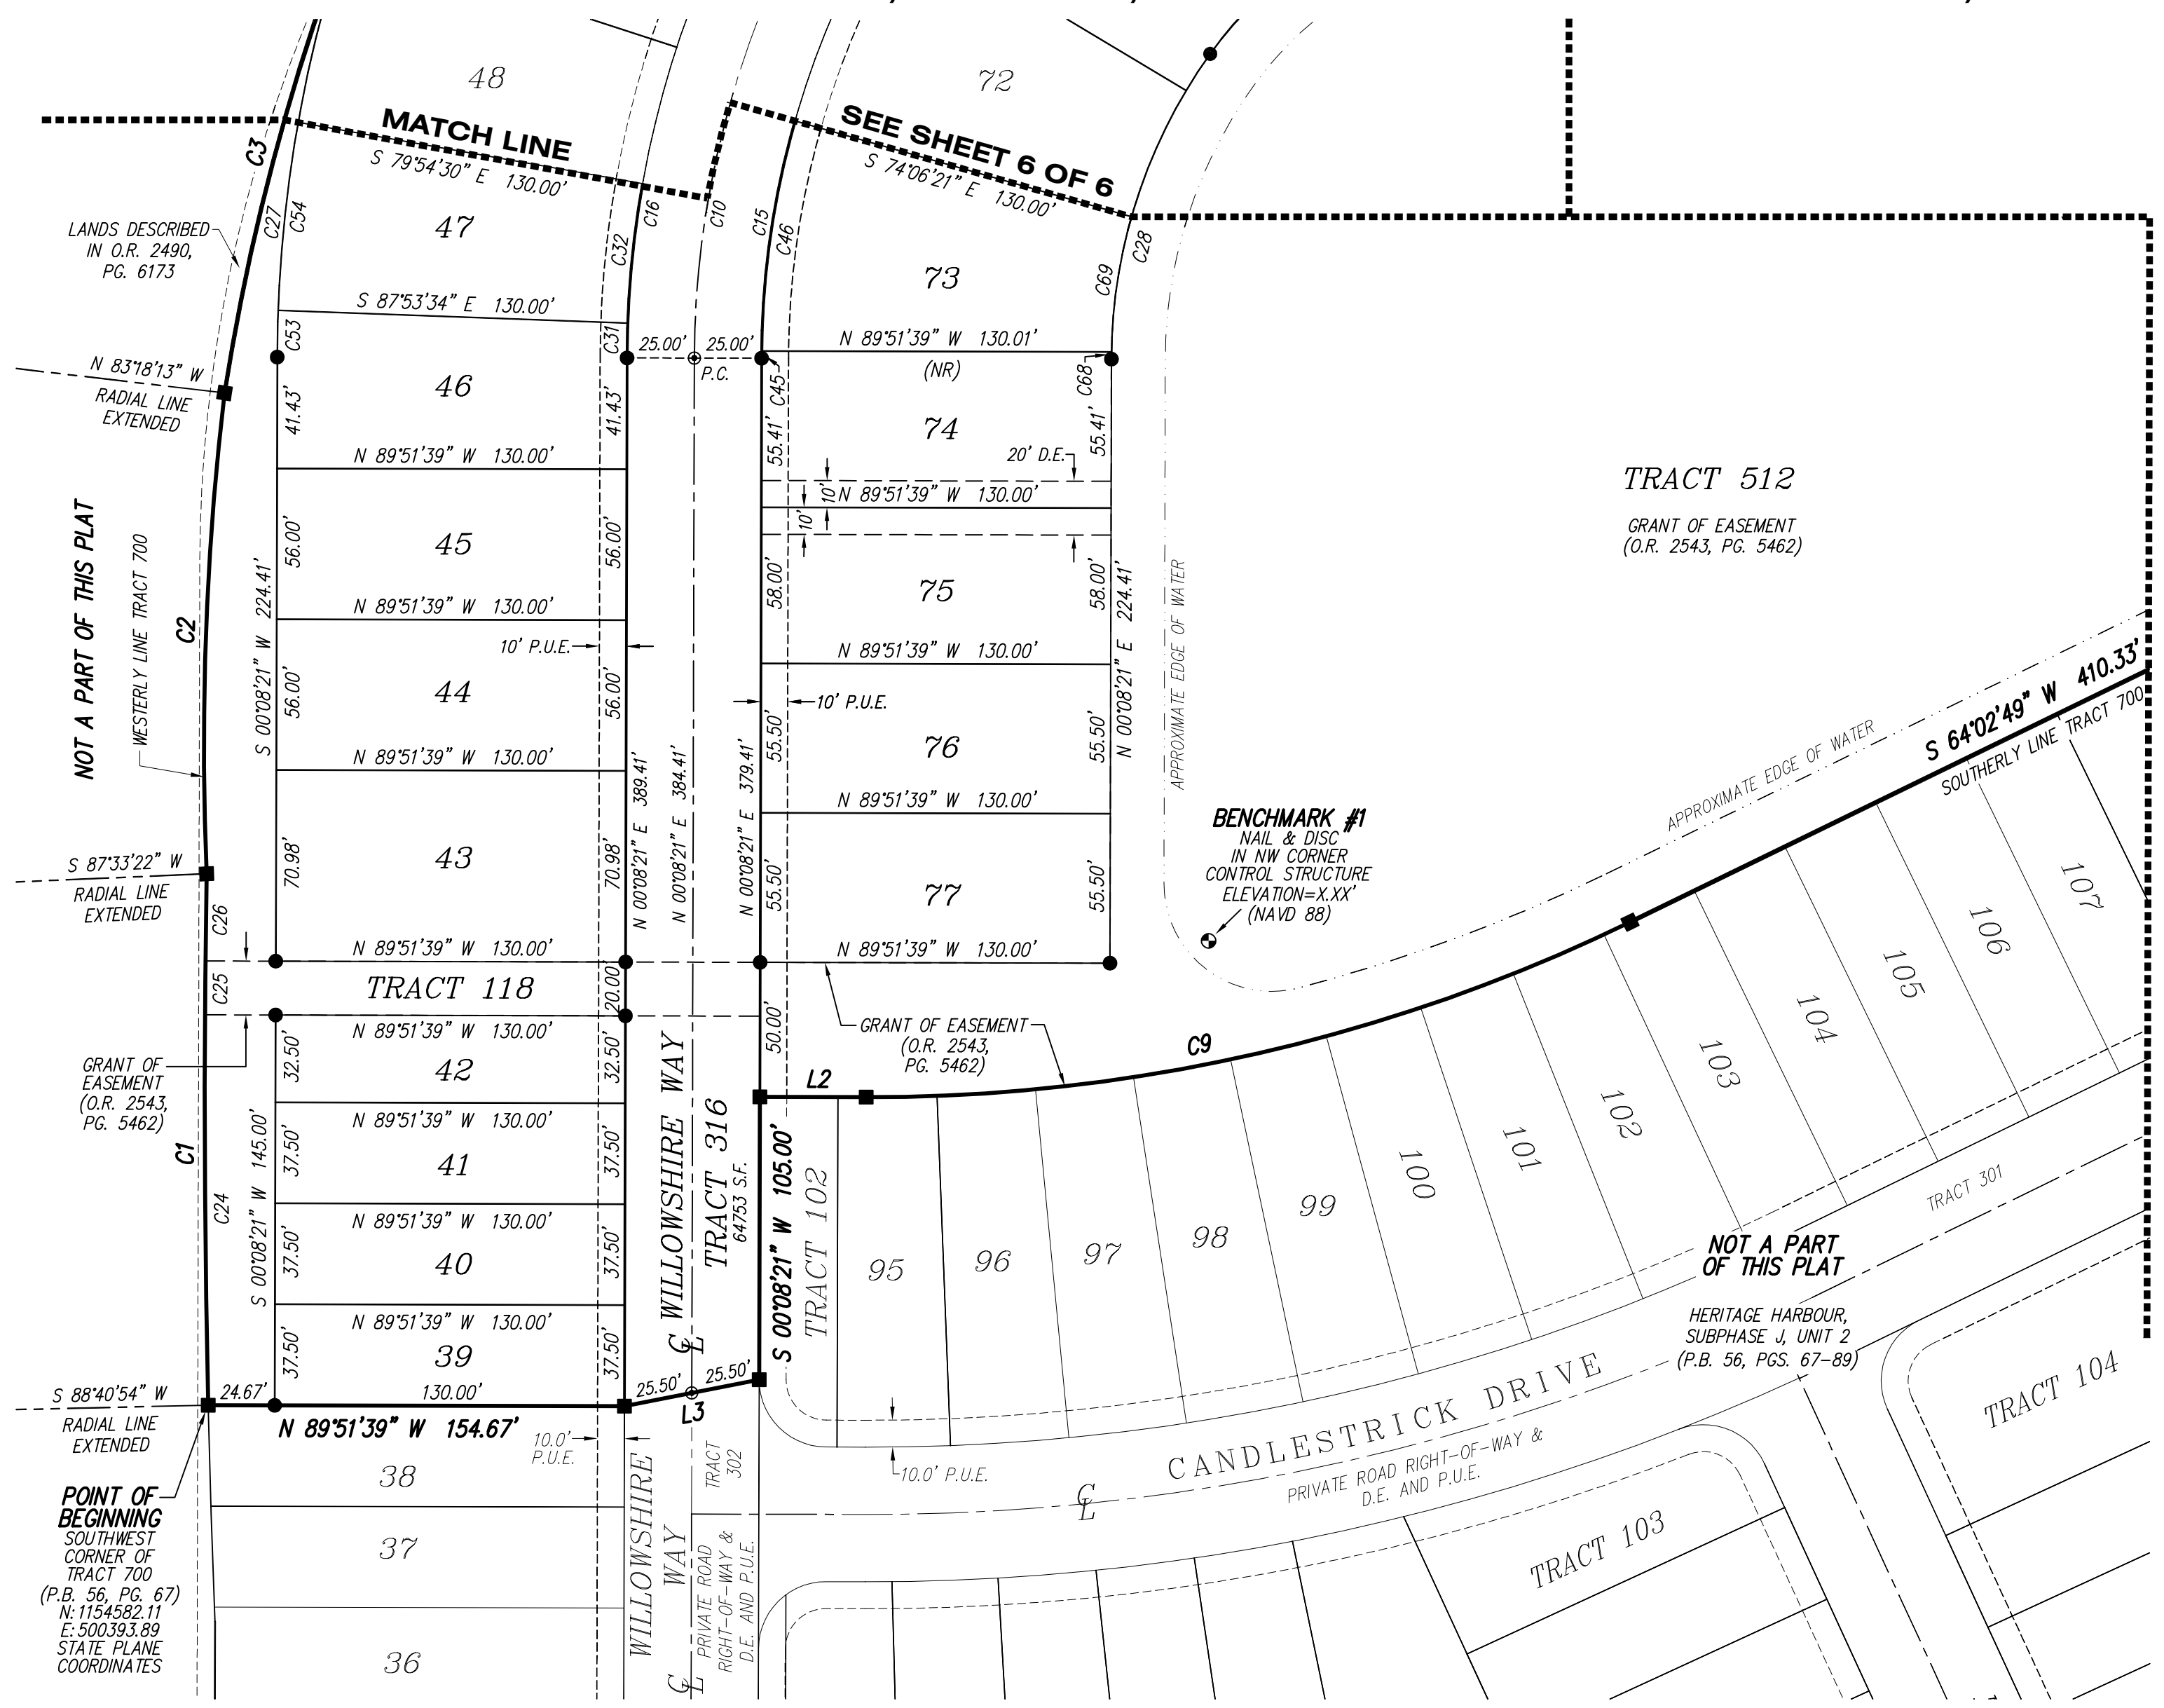 48
72
MATCH LINE
SEE SHEET 6 OF 6
S 79°54'30" E 130.00'
S 74°06'21" E 130.00'
C3
C27
C54
C16
C10
C15
C46
C28
C32
C69
LANDS DESCRIBED
IN O.R. 2490,
PG. 6173
47
73
S 87°53'34" E 130.00'
C53
C31
25.00'
25.00'
P.C.
N 89°51'39" W 130.01'
(NR)
C45
C68
N 83°18'13" W
RADIAL LINE
EXTENDED
41.43'
46
41.43'
55.41'
74
55.41'
20' D.E.
N 89°51'39" W 130.00'
10'
N 89°51'39" W 130.00'
10'
TRACT 512
GRANT OF EASEMENT
(O.R. 2543, PG. 5462)
NOT A PART OF THIS PLAT
WESTERLY LINE TRACT 700
C2
S 00°08'21" W 224.41'
56.00'
45
56.00'
58.00'
75
58.00'
N 00°08'21" E 224.41'
APPROXIMATE EDGE OF WATER
N 89°51'39" W 130.00'
10' P.U.E.
N 89°51'39" W 130.00'
56.00'
44
56.00'
10' P.U.E.
55.50'
76
55.50'
N 89°51'39" W 130.00'
N 89°51'39" W 130.00'
APPROXIMATE EDGE OF WATER
S 64°02'49" W 410.33'
SOUTHERLY LINE TRACT 700
N 00°08'21" E 389.41'
N 00°08'21" E 384.41'
N 00°08'21" E 379.41'
70.98'
43
70.98'
55.50'
77
55.50'
BENCHMARK #1
NAIL & DISC
IN NW CORNER
CONTROL STRUCTURE
ELEVATION=X.XX'
(NAVD 88)
S 87°33'22" W
RADIAL LINE
EXTENDED
C26
N 89°51'39" W 130.00'
N 89°51'39" W 130.00'
C25
TRACT 118
20.00'
50.00'
GRANT OF EASEMENT
(O.R. 2543,
PG. 5462)
C9
L2
N 89°51'39" W 130.00'
32.50'
42
32.50'
GRANT OF
EASEMENT
(O.R. 2543,
PG. 5462)
N 89°51'39" W 130.00'
C1
C24
S 00°08'21" W 145.00'
37.50'
41
37.50'
N 89°51'39" W 130.00'
37.50'
40
37.50'
N 89°51'39" W 130.00'
37.50'
39
37.50'
130.00'
24.67'
N 89°51'39" W 154.67'
S 88°40'54" W
RADIAL LINE
EXTENDED
WILLOWSHIRE WAY
TRACT 316
64753 S.F.
S 00°08'21" W 105.00'
TRACT 102
25.50'
25.50'
L3
95
96
97
98
99
100
101
102
103
104
105
106
107
TRACT 301
NOT A PART
OF THIS PLAT
HERITAGE HARBOUR,
SUBPHASE J, UNIT 2
(P.B. 56, PGS. 67-89)
TRACT 104
CANDLESTRICK DRIVE
PRIVATE ROAD RIGHT-OF-WAY &
D.E. AND P.U.E.
TRACT 103
10.0' P.U.E.
10.0'
P.U.E.
TRACT
302
WILLOWSHIRE
WAY
PRIVATE ROAD
RIGHT-OF-WAY &
D.E. AND P.U.E.
38
37
36
POINT OF
BEGINNING
SOUTHWEST
CORNER OF
TRACT 700
(P.B. 56, PG. 67)
N: 1154582.11
E: 500393.89
STATE PLANE
COORDINATES